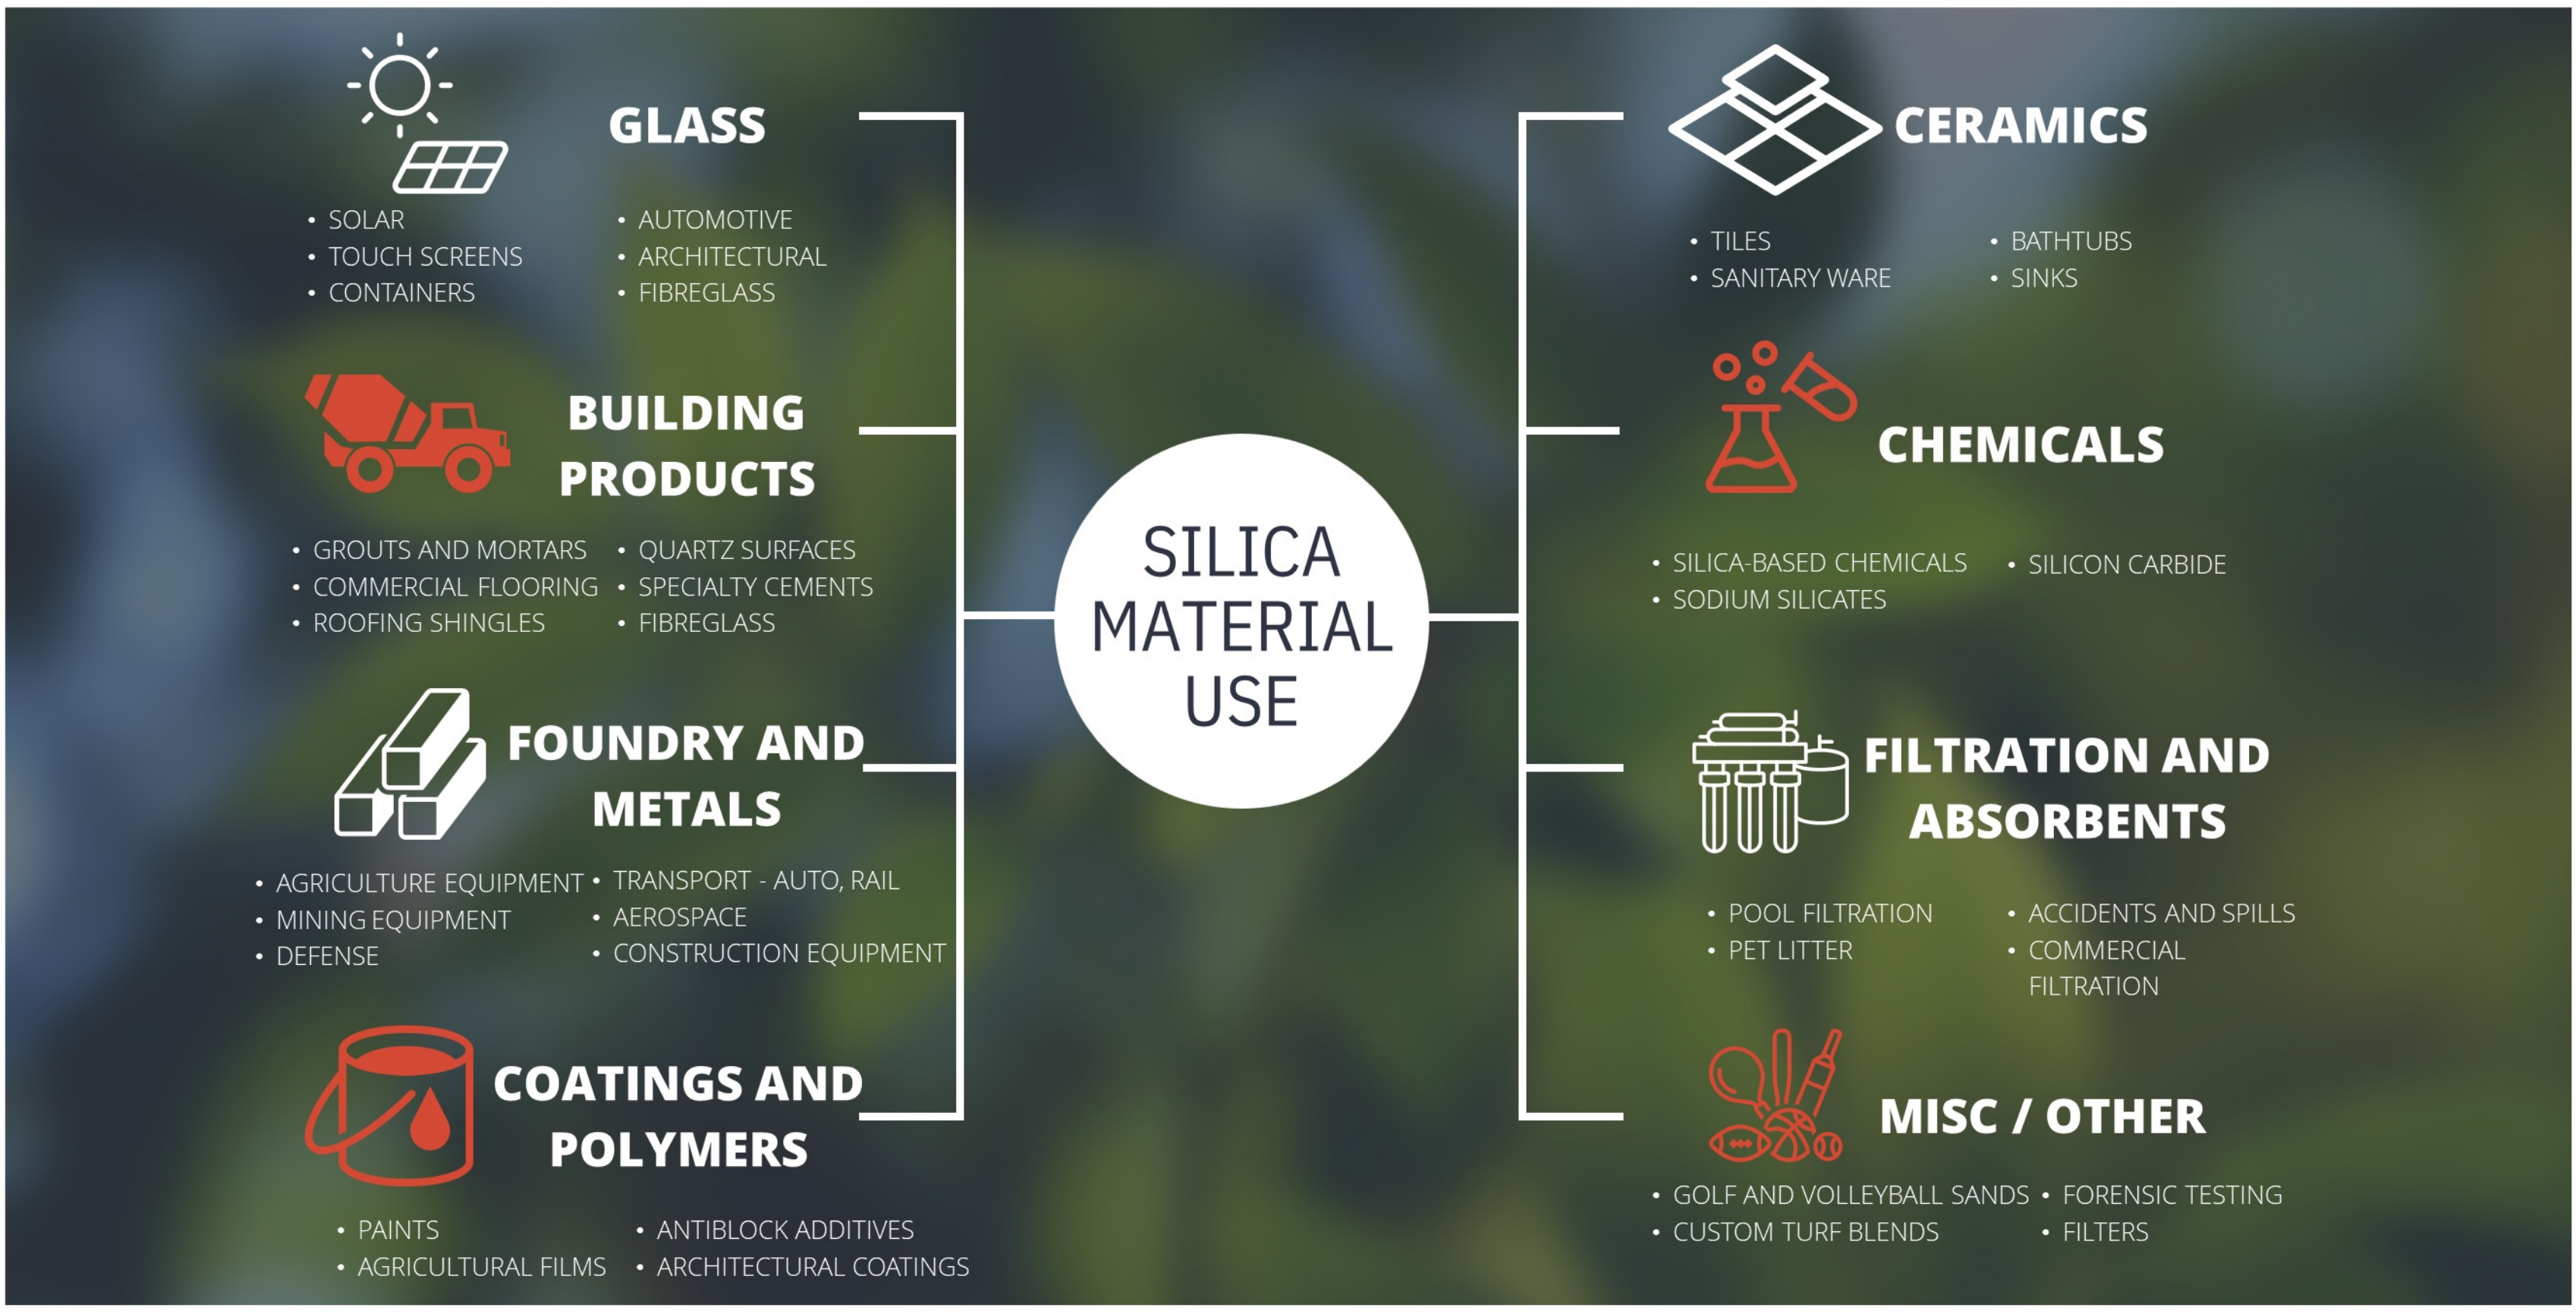 GLASS
SOLAR
TOUCH SCREENS
CONTAINERS
AUTOMOTIVE
ARCHITECTURAL
FIBREGLASS
BUILDING
PRODUCTS
GROUTS AND MORTARS
COMMERCIAL FLOORING
ROOFING SHINGLES
QUARTZ SURFACES
SPECIALTY CEMENTS
FIBREGLASS
FOUNDRY AND
METALS
AGRICULTURE EQUIPMENT
MINING EQUIPMENT
DEFENSE
TRANSPORT - AUTO, RAIL
AEROSPACE
CONSTRUCTION EQUIPMENT
COATINGS AND
POLYMERS
PAINTS
AGRICULTURAL FILMS
ANTIBLOCK ADDITIVES
ARCHITECTURAL COATINGS
SILICA
MATERIAL
USE
CERAMICS
TILES
SANITARY WARE
BATHTUBS
SINKS
CHEMICALS
SILICA-BASED CHEMICALS
SODIUM SILICATES
SILICON CARBIDE
FILTRATION AND
ABSORBENTS
POOL FILTRATION
PET LITTER
ACCIDENTS AND SPILLS
COMMERCIAL
FILTRATION
MISC / OTHER
GOLF AND VOLLEYBALL SANDS
CUSTOM TURF BLENDS
FORENSIC TESTING
FILTERS